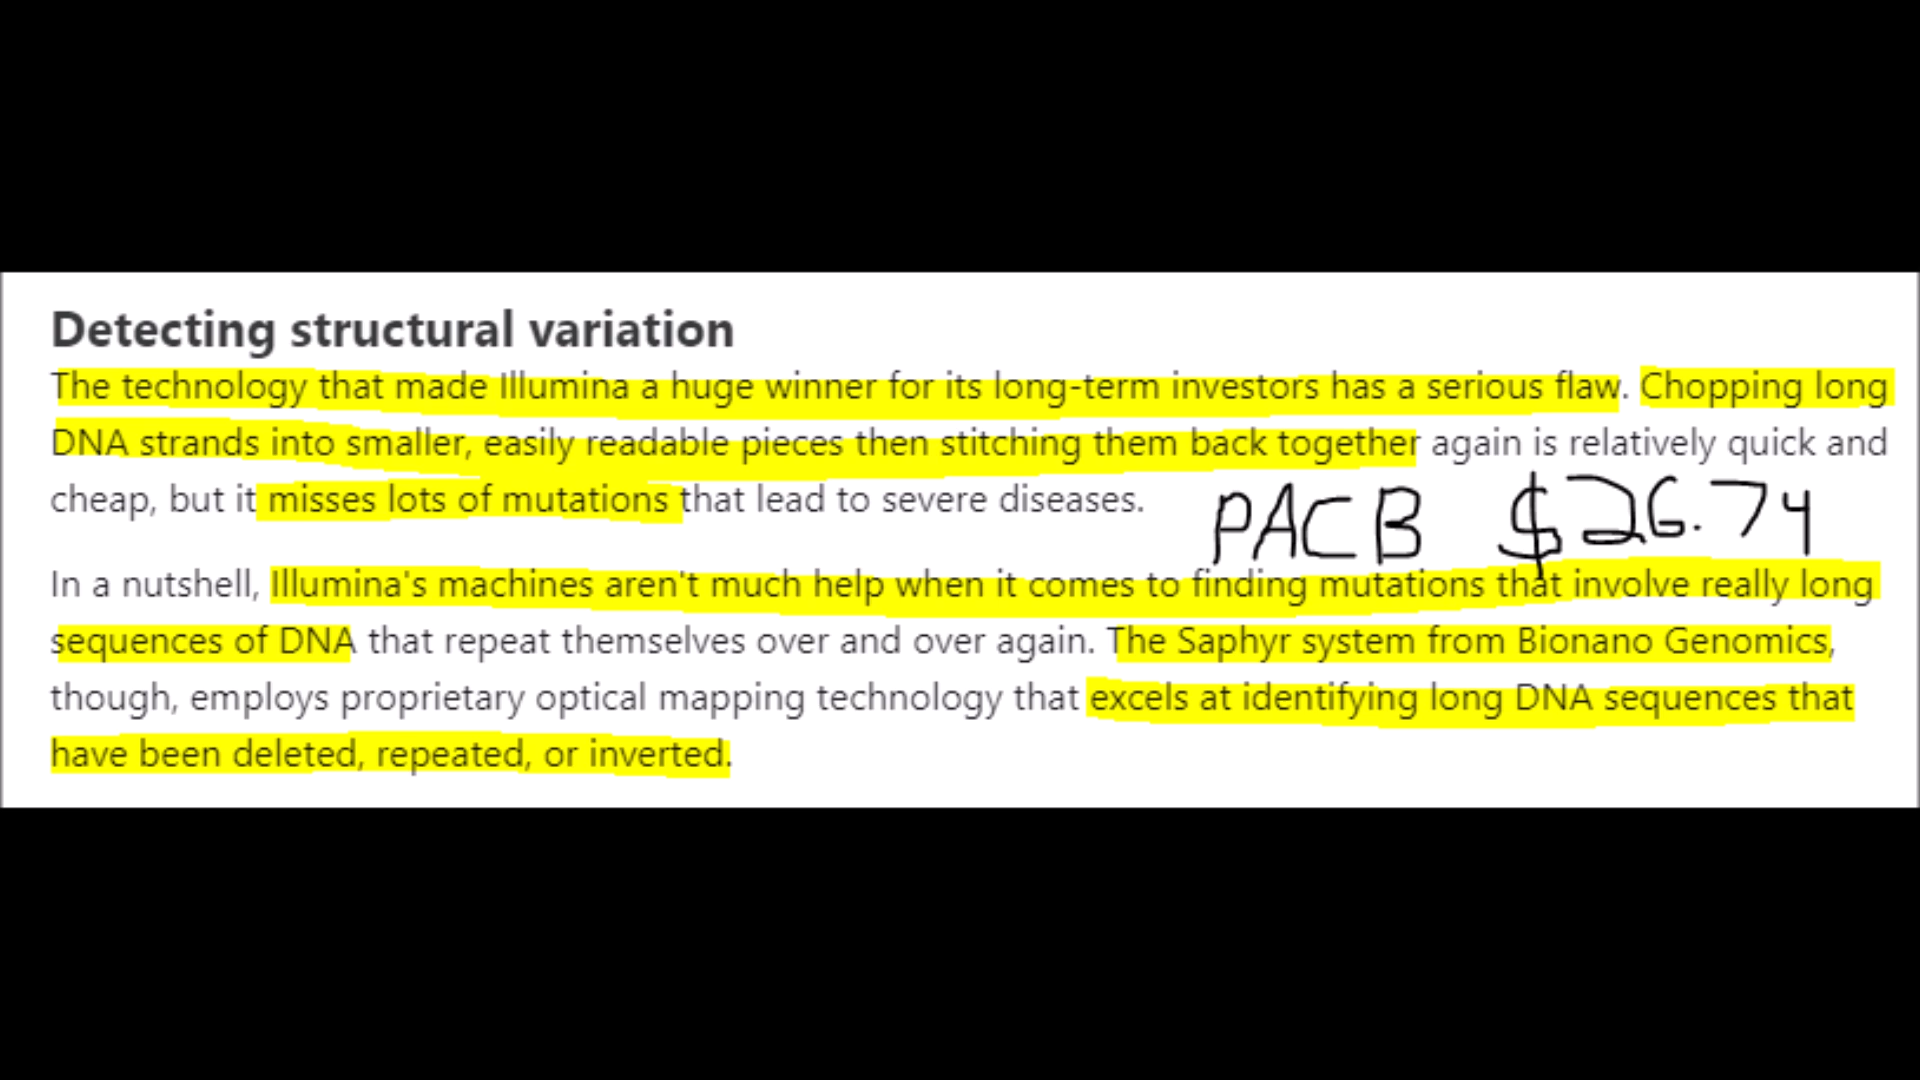 Detecting structural variation
The technology that made Illumina a huge winner for its long-term investors has a serious flaw. Chopping long
DNA strands into smaller, easily readable pieces then stitching them back together again is relatively quick and
cheap, but it misses lots of mutations that lead to severe diseases.
PACB $26.74
In a nutshell, Illumina's machines aren't much help when it comes to finding mutations that involve really long
sequences of DNA that repeat themselves over and over again. The Saphyr system from Bionano Genomics,
though, employs proprietary optical mapping technology that excels at identifying long DNA sequences that
have been deleted, repeated, or inverted.